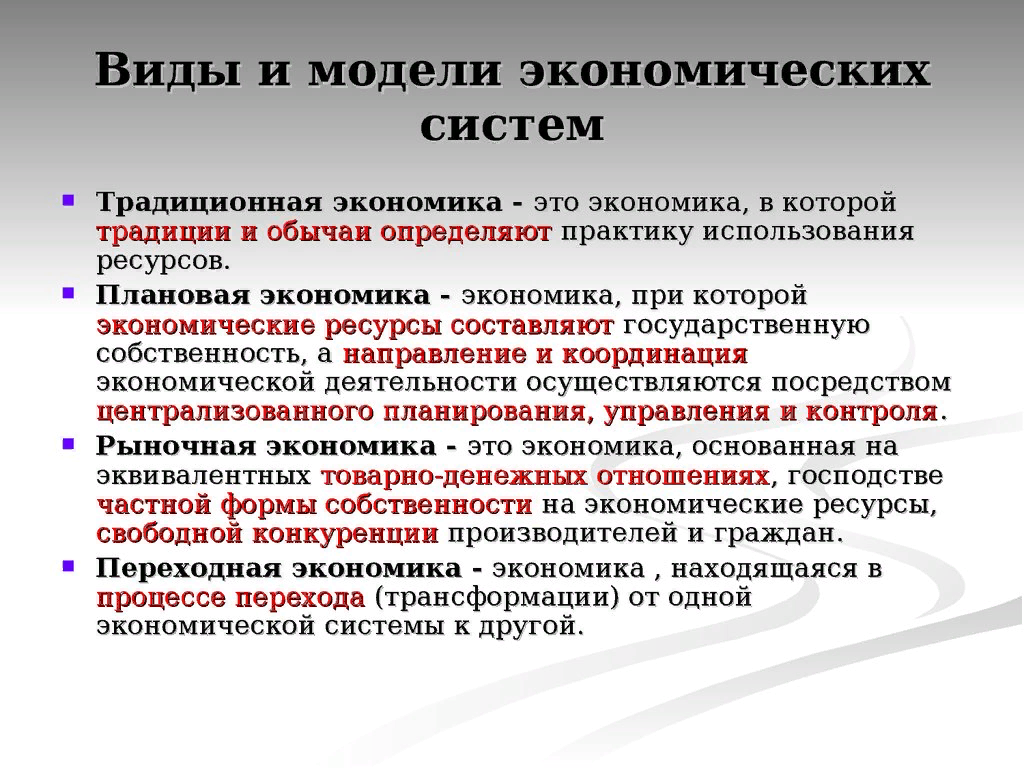 Виды и модели экономических
систем
Традиционная экономика - это экономика, в которой
традиции и обычаи определяют практику использования
ресурсов.
Плановая экономика - экономика, при которой
экономические ресурсы составляют государственную
собственность, а направление и координация
экономической деятельности осуществляются посредством
централизованного планирования, управления и контроля.
Рыночная экономика - это экономика, основанная на
эквивалентных товарно-денежных отношениях, господстве
частной формы собственности на экономические ресурсы,
свободной конкуренции производителей и граждан.
Переходная экономика - экономика , находящаяся в
процессе перехода (трансформации) от одной
экономической системы к другой.